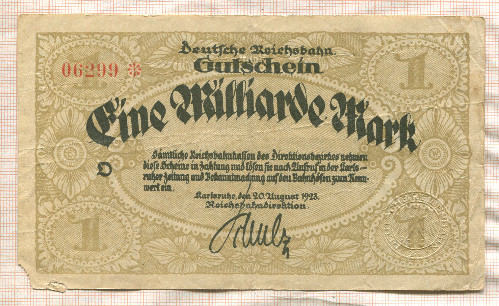 Deutsche Reichsbahn
06299 *
Gutschein
1 1
Eine Milliarde Mark
Sämtliche Reichsbahnkassen des Direktionsbezirkes nehmen
diese Scheine in Zahlung und lösen sie nach Aufruf in der Karls-
ruher Zeitung und Bekanntmachung auf den Bahnhöfen zum Nenn-
wert ein.
D
Karlsruhe, den 20. August 1923.
Reichsbahndirektion
Schulz